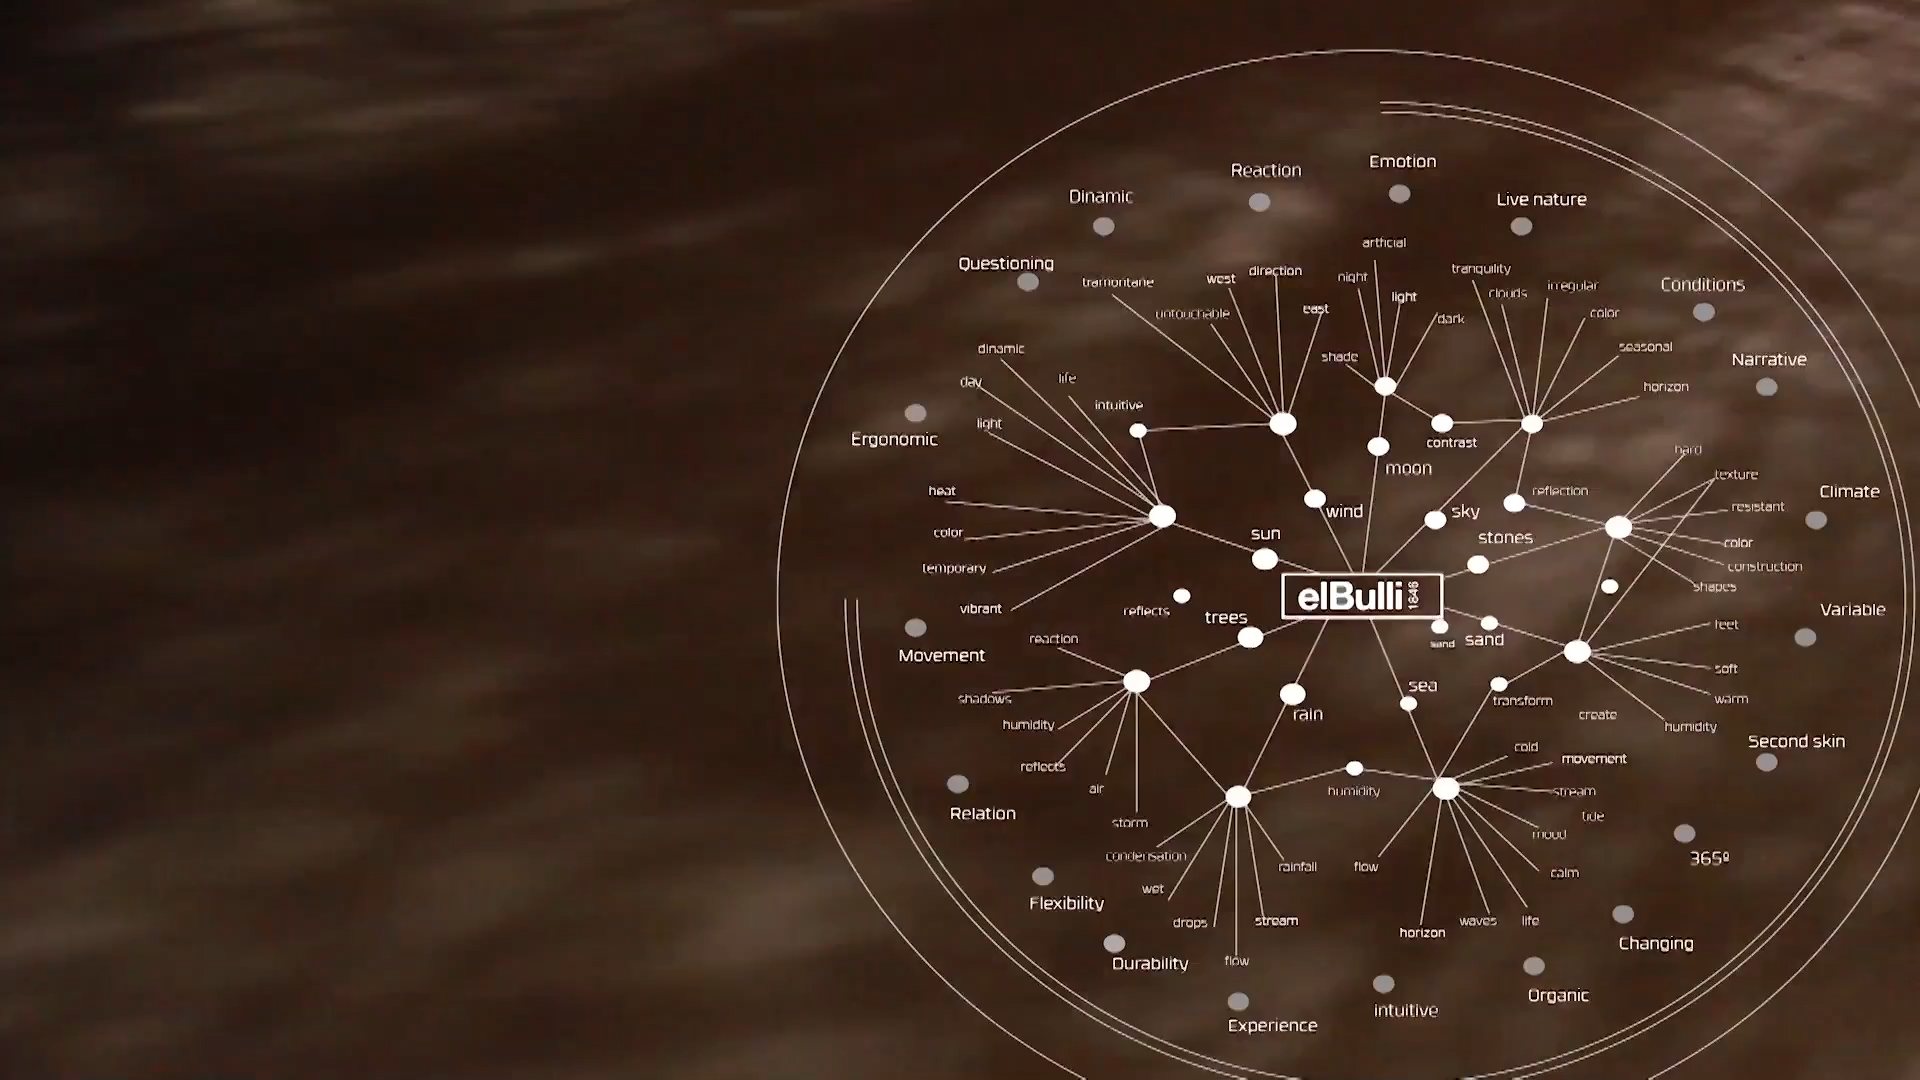 Emotion
Reaction
Dinamic
Live nature
artficial
Questioning
tramontane
west
direction
night
tranquility
Conditions
untouchable
east
light
clouds
irregular
dark
color
dinamic
shade
seasonal
Narrative
day
life
horizon
intuitive
Ergonomic
light
contrast
hard
moon
texture
heat
reflection
Climate
wind
sky
resistant
color
sun
stones
color
temporary
construction
shapes
elBulli
1846
vibrant
reflects
trees
Variable
feet
reaction
sand
sand
Movement
soft
shadows
sea
transform
warm
humidity
rain
create
humidity
Second skin
reflects
cold
movement
air
humidity
stream
Relation
storm
tide
mood
condensation
rainfall
flow
365º
wet
calm
Flexibility
drops
stream
waves
life
horizon
Changing
Durability
flow
Organic
intuitive
Experience